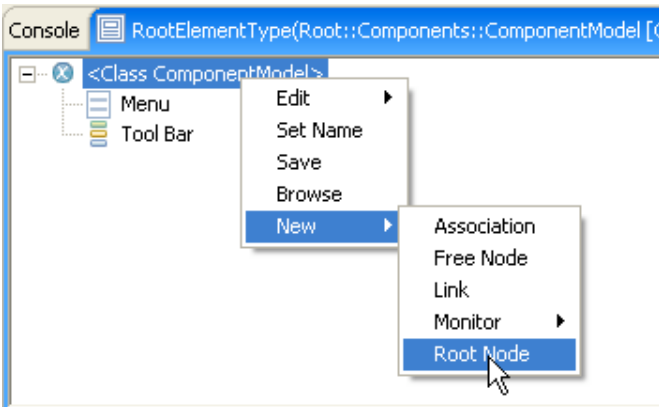 Console RootElementType(Root::Components::ComponentModel [
<Class ComponentModel>
Menu
Tool Bar
Edit
Set Name
Save
Browse
New
Association
Free Node
Link
Monitor
Root Node